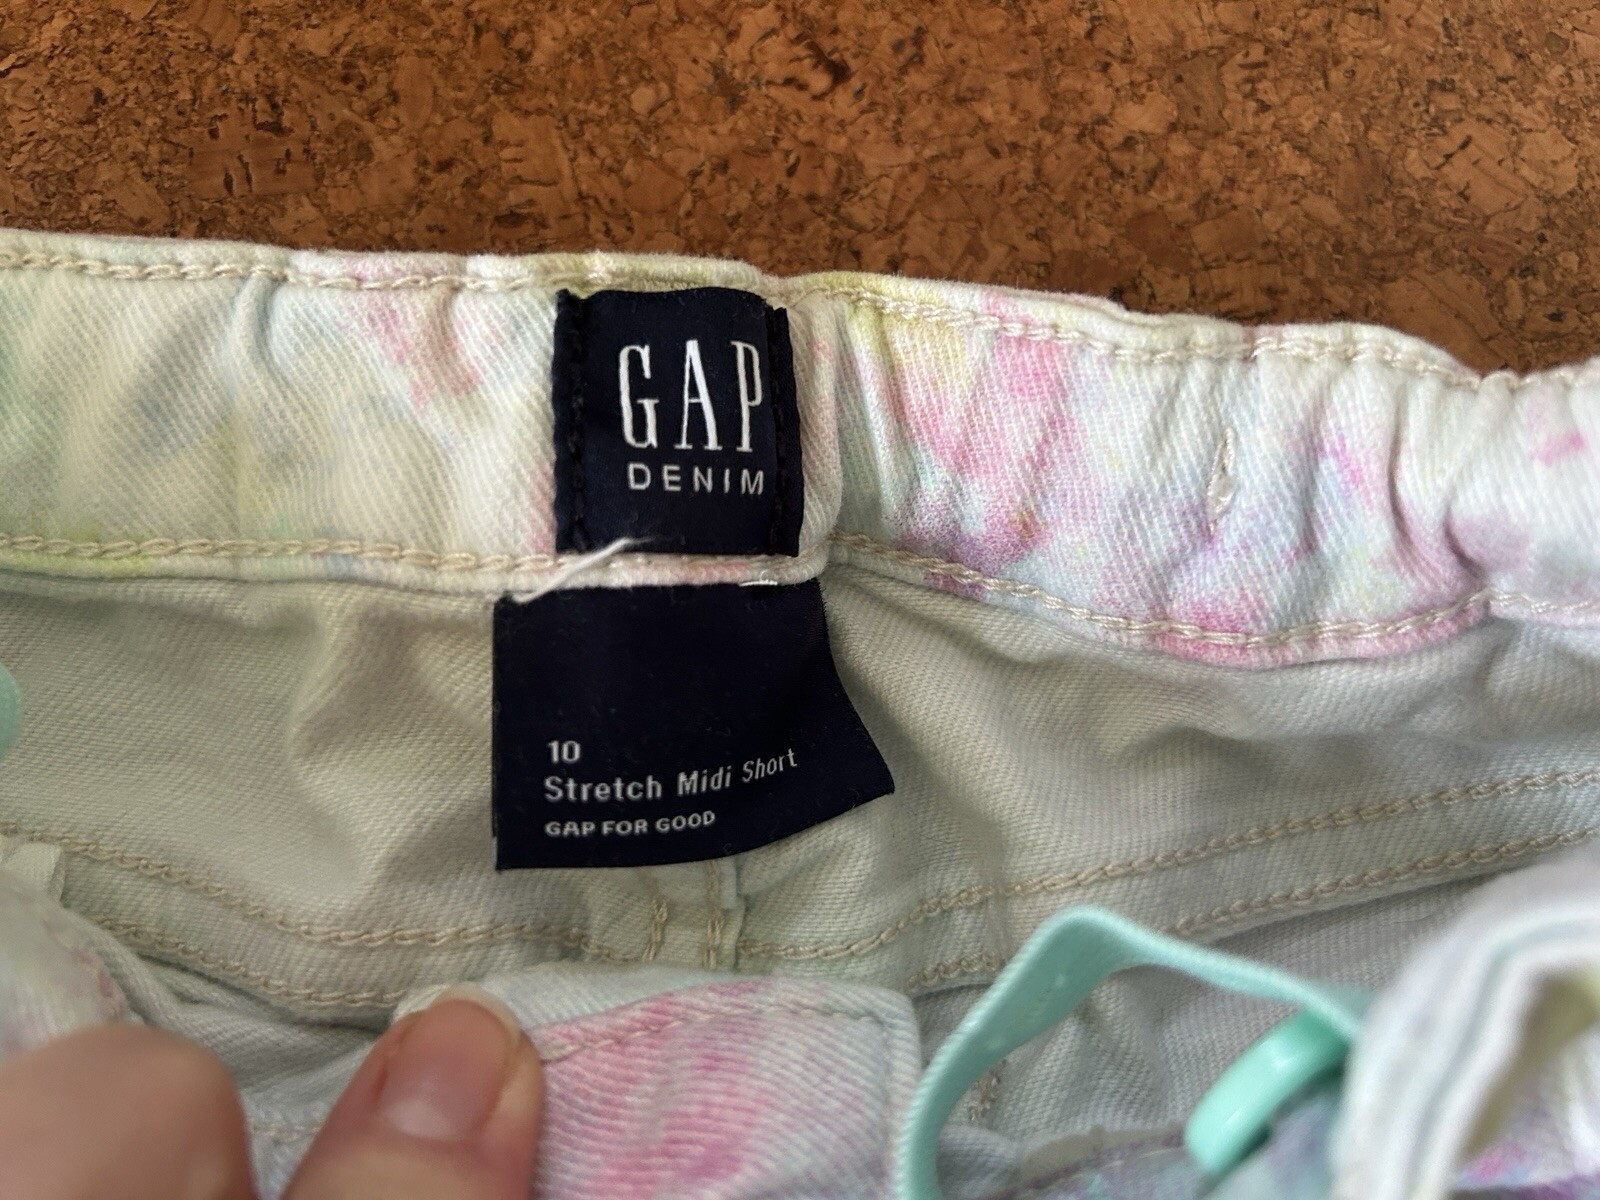 GAP
DENIM
10
Stretch Midi Short
GAP FOR GOOD